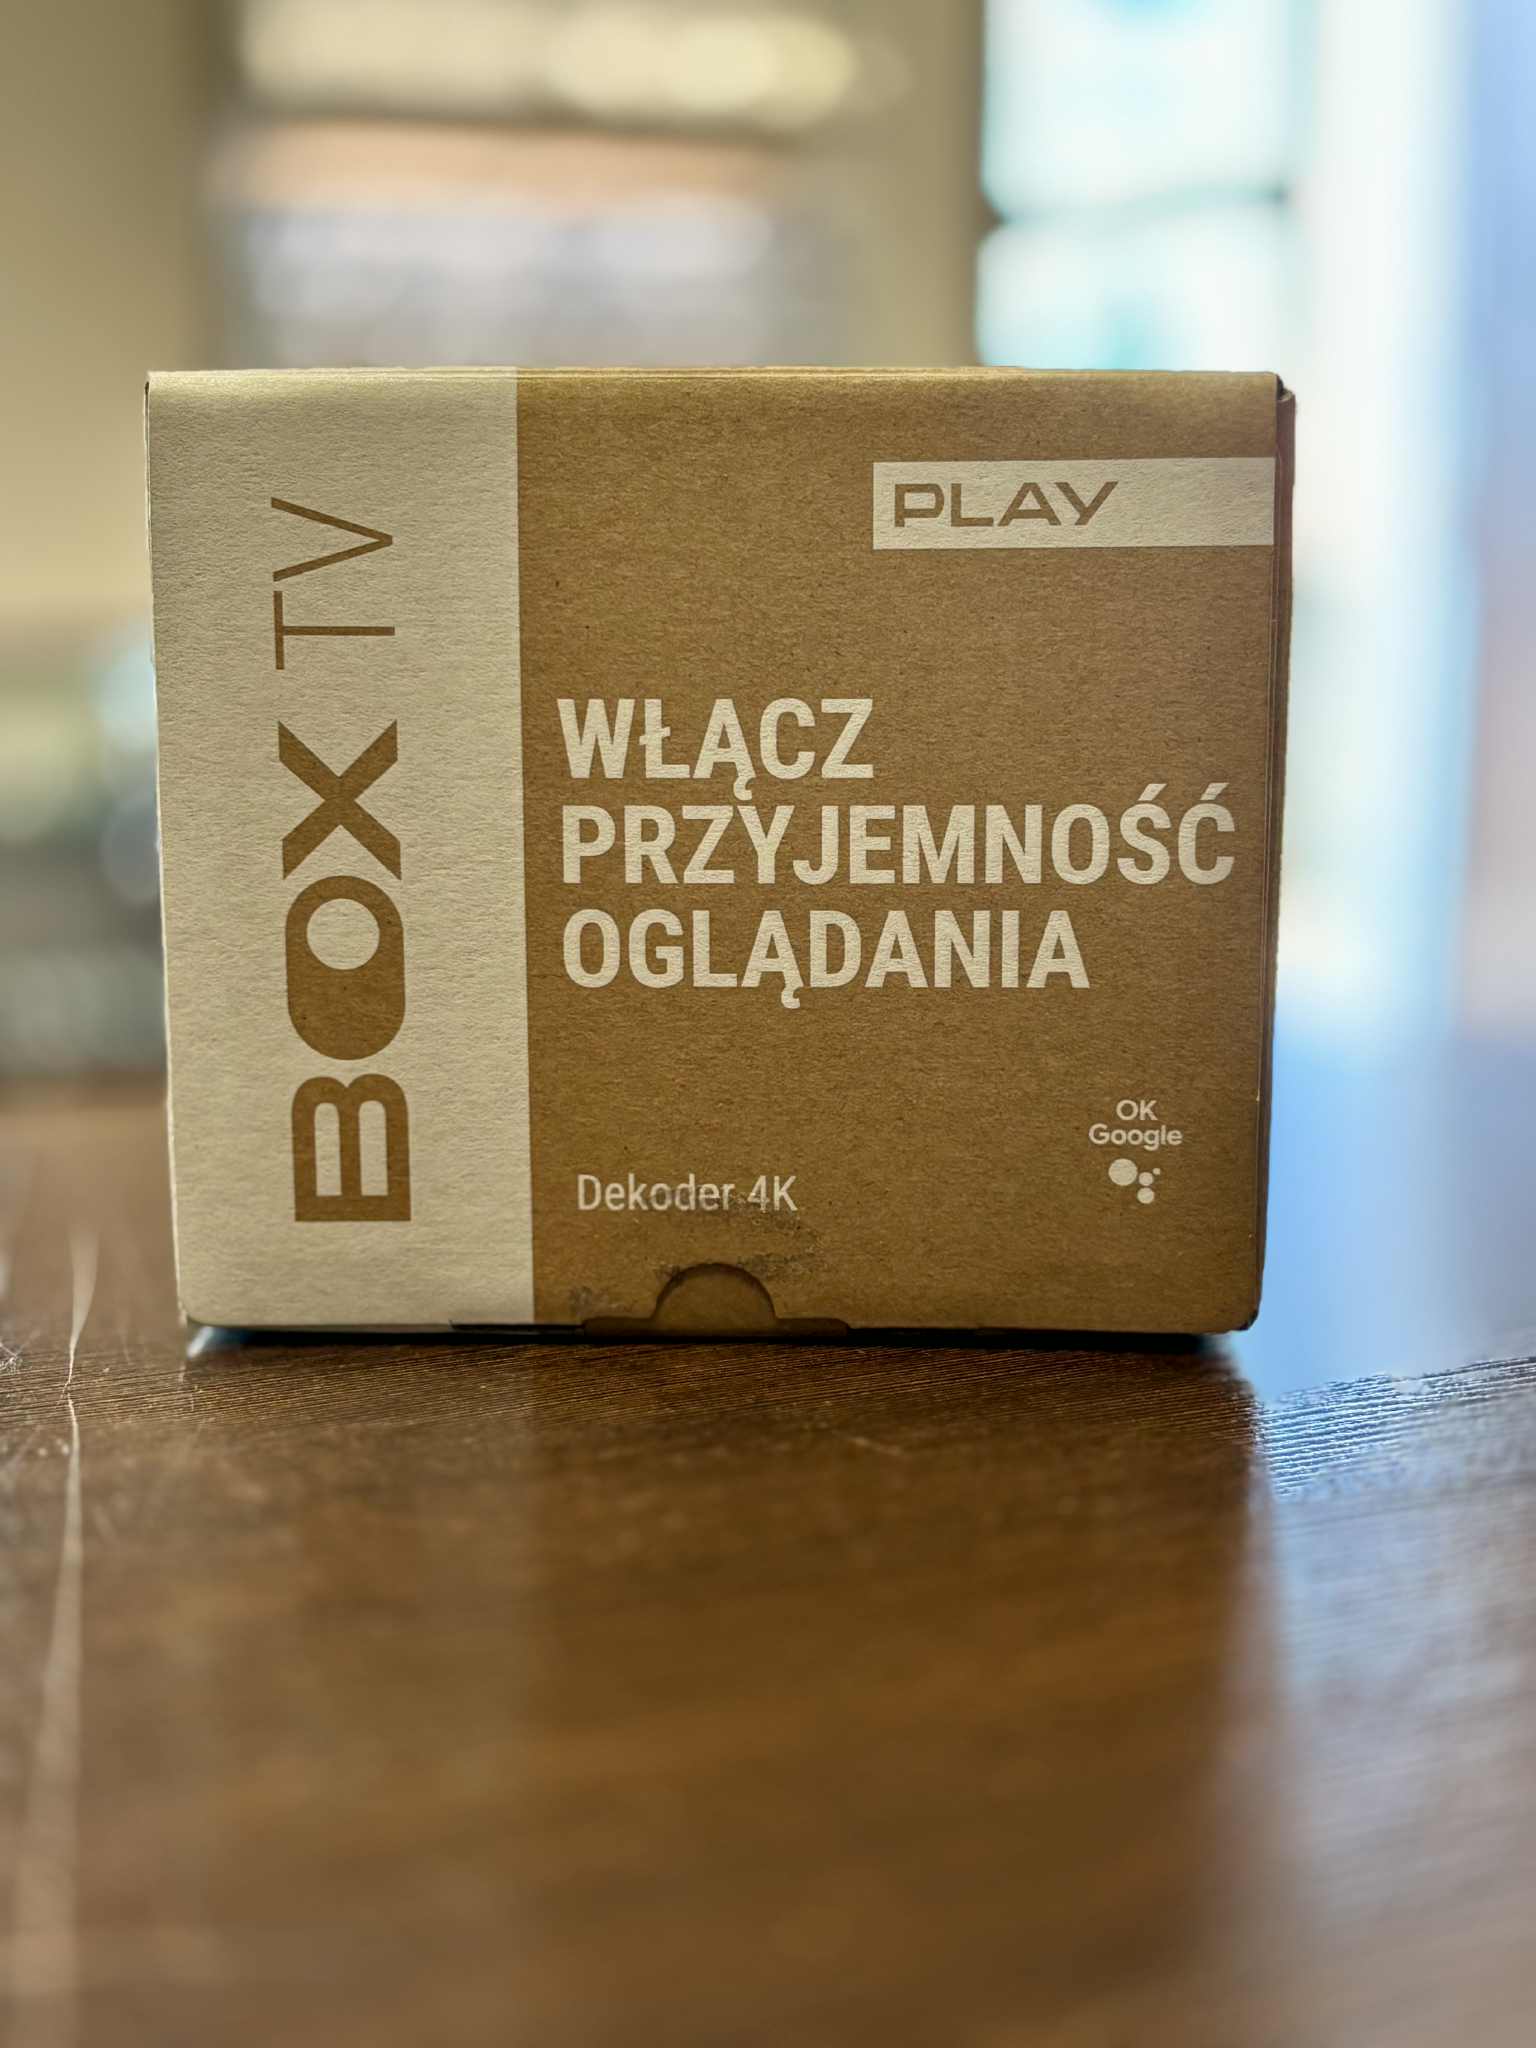 BOX TV
PLAY
WŁĄCZ
PRZYJEMNOŚĆ
OGLĄDANIA
OK
Google
Dekoder 4K